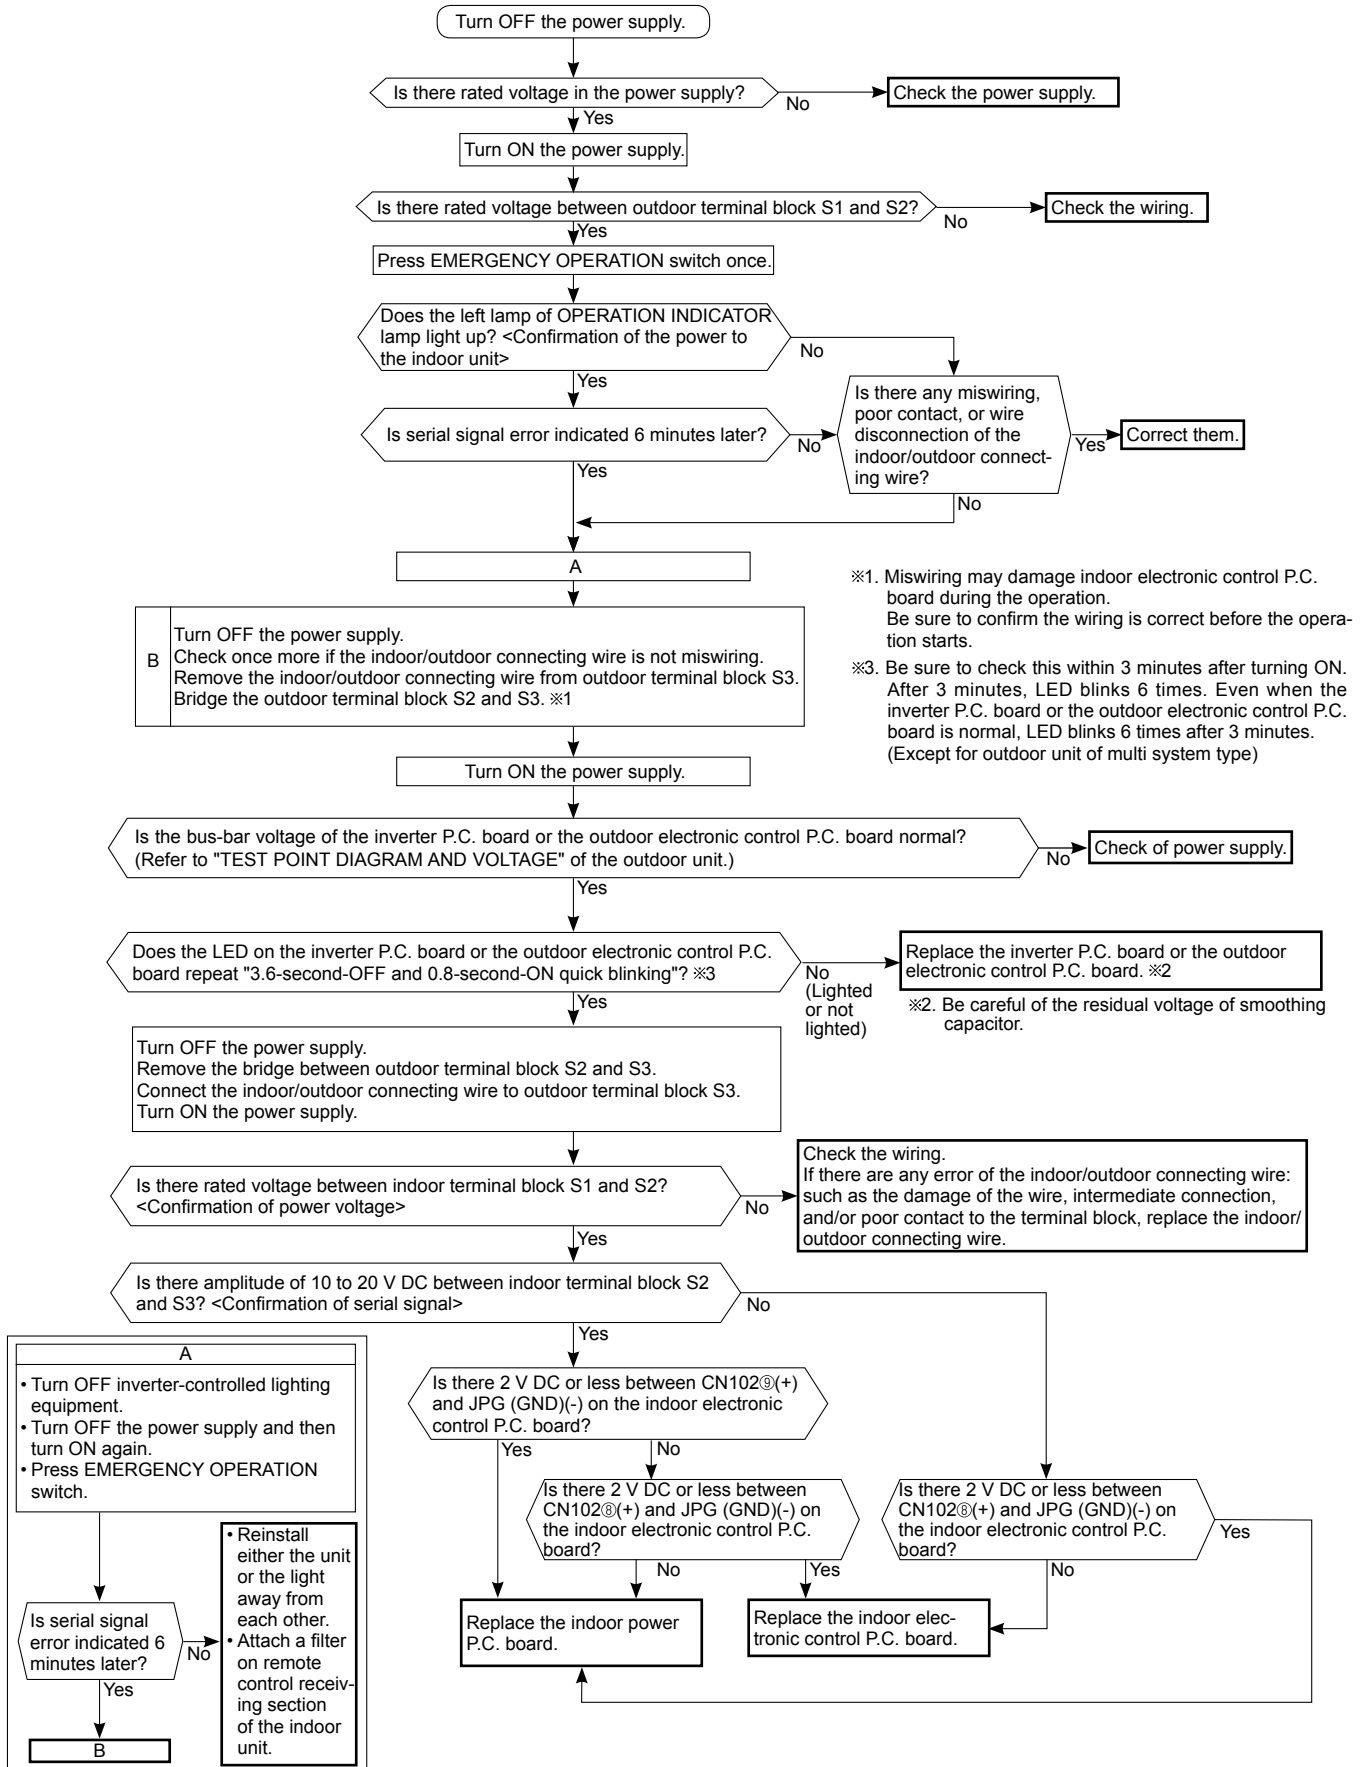 Turn OFF the power supply.
Is there rated voltage in the power supply?
No
Check the power supply.
Yes
Turn ON the power supply.
Is there rated voltage between outdoor terminal block S1 and S2?
No
Check the wiring.
Yes
Press EMERGENCY OPERATION switch once.
Does the left lamp of OPERATION INDICATOR
lamp light up? <Confirmation of the power to
the indoor unit>
No
Yes
Is there any miswiring,
poor contact, or wire
disconnection of the
indoor/outdoor connect-
ing wire?
Yes
Correct them.
No
Is serial signal error indicated 6 minutes later?
No
Yes
A
※1. Miswiring may damage indoor electronic control P.C.
board during the operation.
Be sure to confirm the wiring is correct before the opera-
tion starts.
※3. Be sure to check this within 3 minutes after turning ON.
After 3 minutes, LED blinks 6 times. Even when the
inverter P.C. board or the outdoor electronic control P.C.
board is normal, LED blinks 6 times after 3 minutes.
(Except for outdoor unit of multi system type)
B
Turn OFF the power supply.
Check once more if the indoor/outdoor connecting wire is not miswiring.
Remove the indoor/outdoor connecting wire from outdoor terminal block S3.
Bridge the outdoor terminal block S2 and S3. ※1
Turn ON the power supply.
Is the bus-bar voltage of the inverter P.C. board or the outdoor electronic control P.C. board normal?
(Refer to "TEST POINT DIAGRAM AND VOLTAGE" of the outdoor unit.)
No
Check of power supply.
Yes
Does the LED on the inverter P.C. board or the outdoor electronic control P.C.
board repeat "3.6-second-OFF and 0.8-second-ON quick blinking"? ※3
No
(Lighted
or not
lighted)
Replace the inverter P.C. board or the outdoor
electronic control P.C. board. ※2
※2. Be careful of the residual voltage of smoothing
capacitor.
Yes
Turn OFF the power supply.
Remove the bridge between outdoor terminal block S2 and S3.
Connect the indoor/outdoor connecting wire to outdoor terminal block S3.
Turn ON the power supply.
Is there rated voltage between indoor terminal block S1 and S2?
<Confirmation of power voltage>
No
Check the wiring.
If there are any error of the indoor/outdoor connecting wire:
such as the damage of the wire, intermediate connection,
and/or poor contact to the terminal block, replace the indoor/
outdoor connecting wire.
Yes
Is there amplitude of 10 to 20 V DC between indoor terminal block S2
and S3? <Confirmation of serial signal>
No
Yes
Is there 2 V DC or less between CN102⑨(+)
and JPG (GND)(-) on the indoor electronic
control P.C. board?
Yes
No
Is there 2 V DC or less between
CN102⑧(+) and JPG (GND)(-) on
the indoor electronic control P.C.
board?
No
Yes
Is there 2 V DC or less between
CN102⑧(+) and JPG (GND)(-) on
the indoor electronic control P.C.
board?
Yes
No
Replace the indoor power
P.C. board.
Replace the indoor elec-
tronic control P.C. board.
A
• Turn OFF inverter-controlled lighting
equipment.
• Turn OFF the power supply and then
turn ON again.
• Press EMERGENCY OPERATION
switch.
Is serial signal
error indicated 6
minutes later?
No
• Reinstall
either the unit
or the light
away from
each other.
• Attach a filter
on remote
control receiv-
ing section
of the indoor
unit.
Yes
B